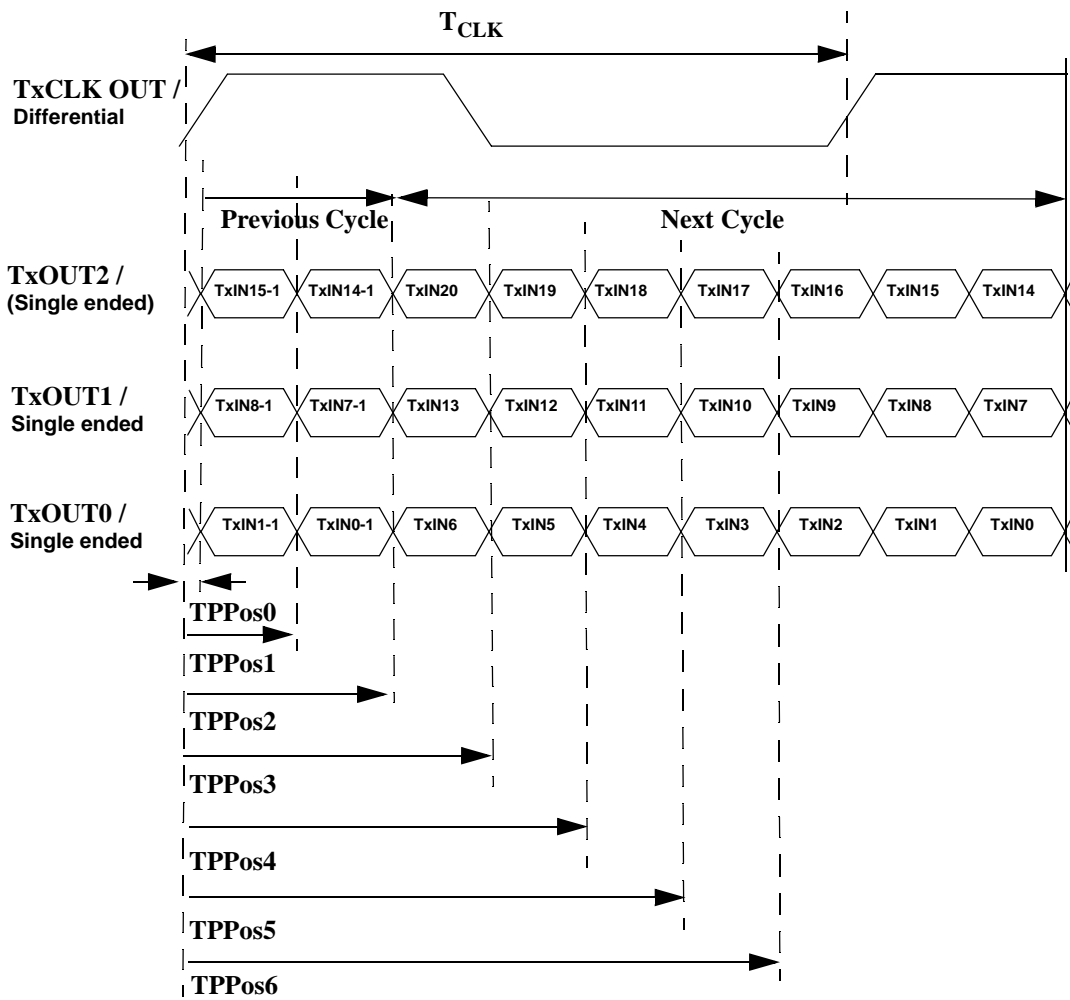 TCLK
TxCLK OUT /
Differential
Previous Cycle
Next Cycle
TxOUT2 /
(Single ended)
TxIN15-1 TxIN14-1 TxIN20 TxIN19 TxIN18 TxIN17 TxIN16 TxIN15 TxIN14
TxOUT1 /
Single ended
TxIN8-1 TxIN7-1 TxIN13 TxIN12 TxIN11 TxIN10 TxIN9 TxIN8 TxIN7
TxOUT0 /
Single ended
TxIN1-1 TxIN0-1 TxIN6 TxIN5 TxIN4 TxIN3 TxIN2 TxIN1 TxIN0
TPPos0
TPPos1
TPPos2
TPPos3
TPPos4
TPPos5
TPPos6